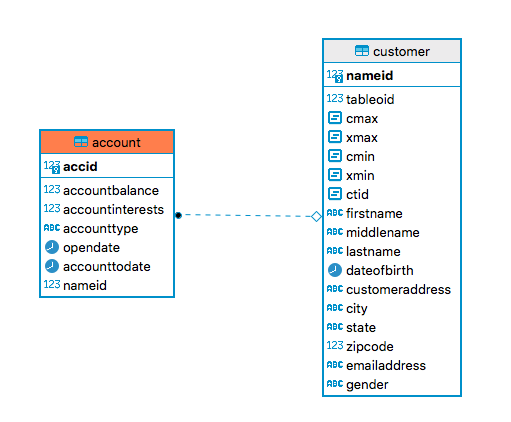 account
123 accid
123 accountbalance
123 accountinterests
ABC accounttype
opendate
accounttodate
123 nameid
customer
123 nameid
123 tableoid
cmax
xmax
cmin
xmin
ctid
ABC firstname
ABC middlename
ABC lastname
dateofbirth
ABC customeraddress
ABC city
ABC state
123 zipcode
ABC emailaddress
ABC gender